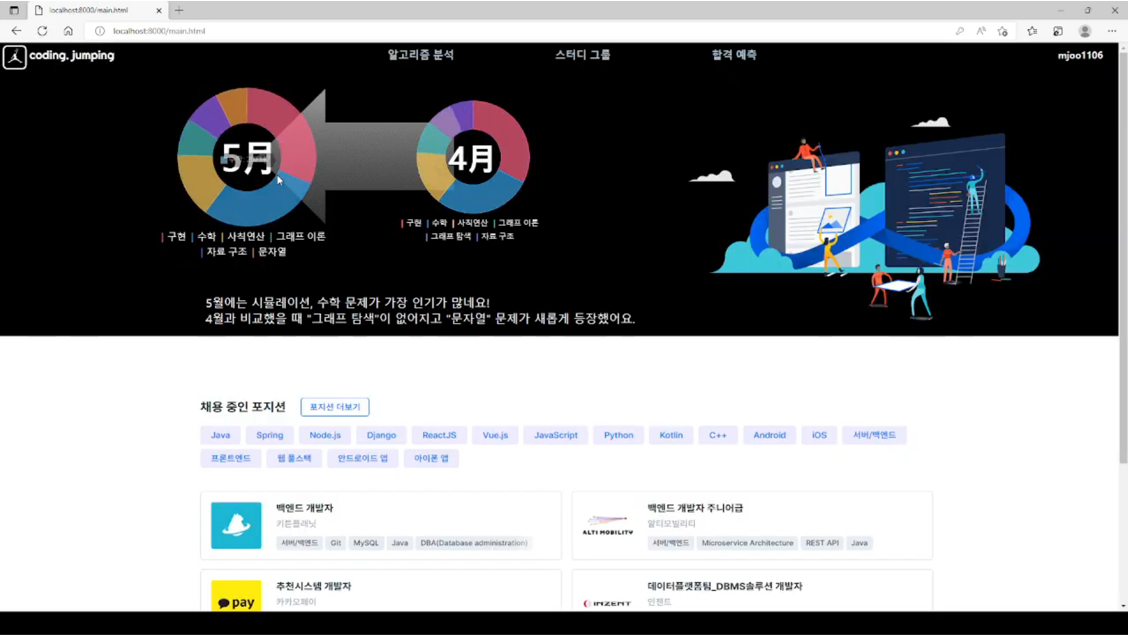 localhost:8000/main.html
localhost:8000/main.html
coding. jumping
알고리즘 분석
스터디 그룹
합격 예측
mjoo1106
5月
4月
구현 | 수학 | 사칙연산 | 그래프 이론
| 자료 구조 | 문자열
구현 | 수학 | 사칙연산 | 그래프 이론
| 그래프 탐색 | 자료 구조
5월에는 시뮬레이션, 수학 문제가 가장 인기가 많네요!
4월과 비교했을 때 "그래프 탐색"이 없어지고 "문자열" 문제가 새롭게 등장했어요.
채용 중인 포지션
포지션 더보기
Java
Spring
Node.js
Django
ReactJS
Vue.js
JavaScript
Python
Kotlin
C++
Android
iOS
서버/백엔드
프론트엔드
웹 풀스택
안드로이드 앱
아이폰 앱
백엔드 개발자
키튼플래닛
서버/백엔드
Git
MySQL
Java
DBA(Database administration)
ALTI MOBILITY
백엔드 개발자 주니어급
알티모빌리티
서버/백엔드
Microservice Architecture
REST API
Java
pay
추천시스템 개발자
카카오페이
INZENT
데이터플랫폼팀_DBMS솔루션 개발자
인젠트